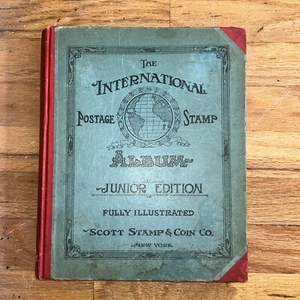 THE
INTERNATIONAL
POSTAGE STAMP
ALBUM
JUNIOR EDITION
FULLY ILLUSTRATED
SCOTT STAMP & COIN CO.
NEW YORK.